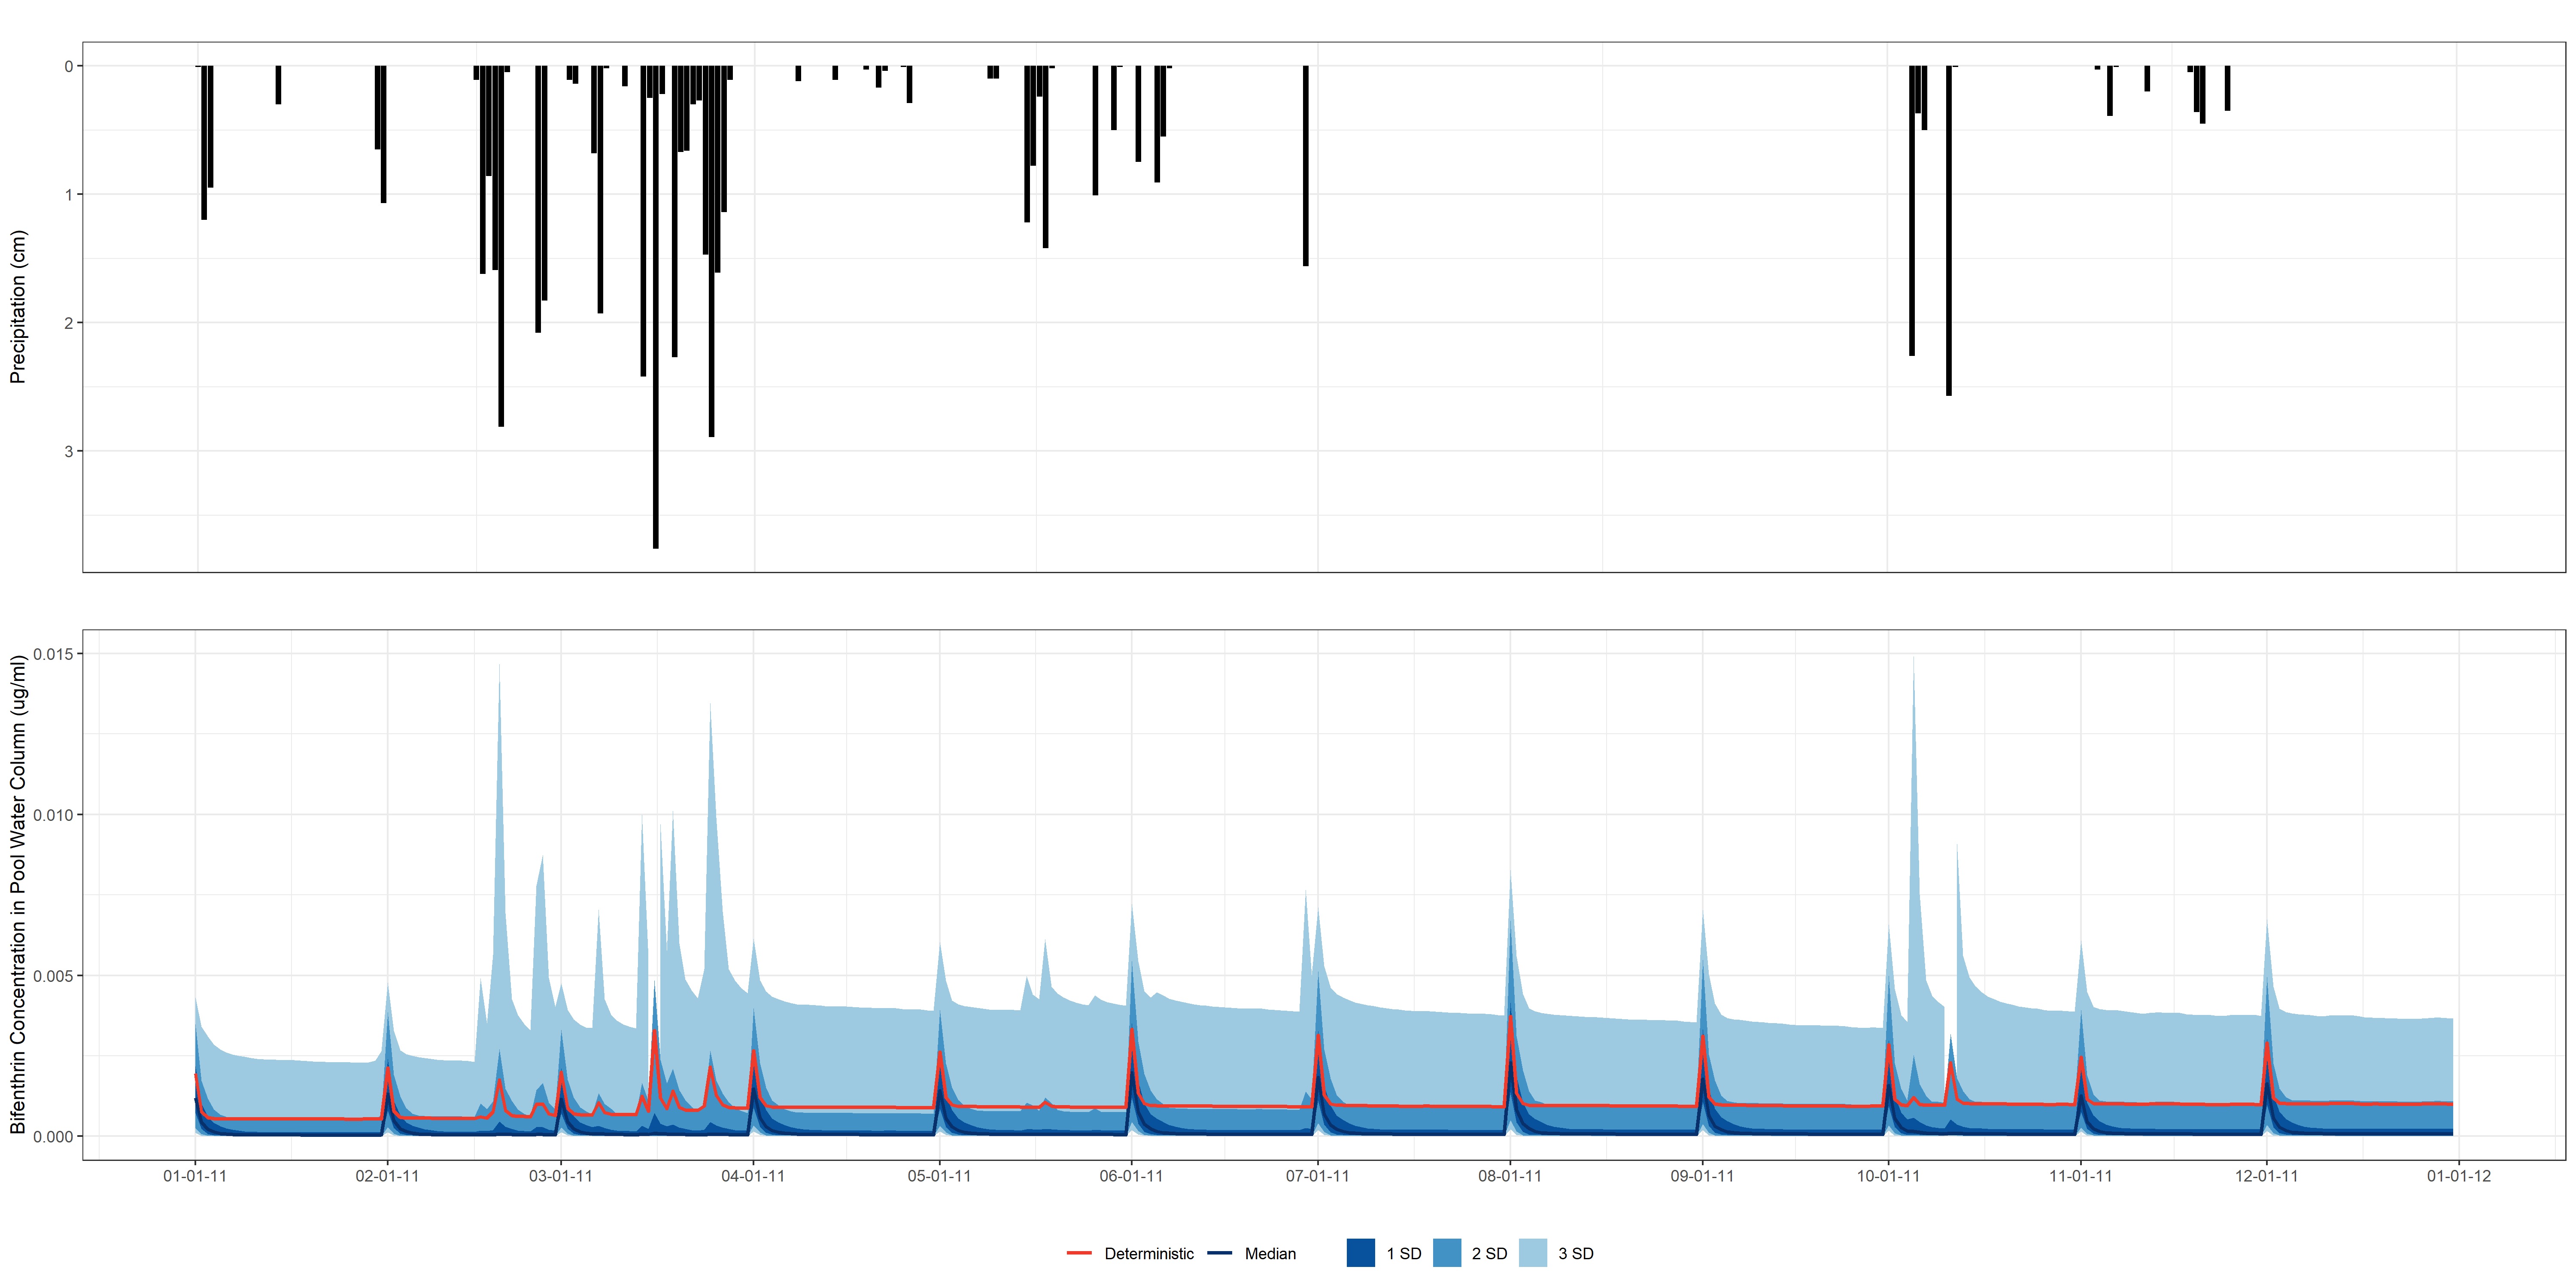 Precipitation (cm)
0
1
2
3
Bifenthrin Concentration in Pool Water Column (ug/ml)
0.015
0.010
0.005
0.000
01-01-11 02-01-11 03-01-11 04-01-11 05-01-11 06-01-11 07-01-11 08-01-11 09-01-11 10-01-11 11-01-11 12-01-11 01-01-12
Deterministic Median 1 SD 2 SD 3 SD